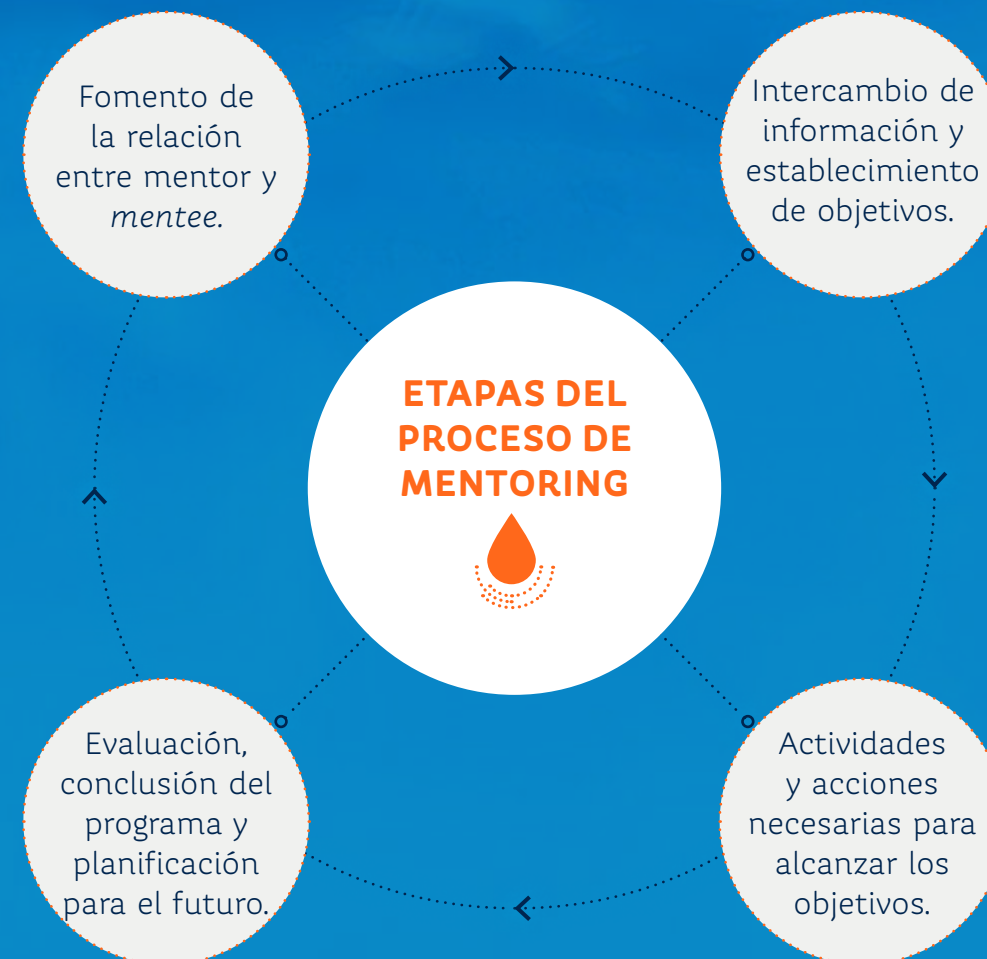 Fomento de
la relación
entre mentor y
mentee.
Intercambio de
información y
establecimiento
de objetivos.
ETAPAS DEL
PROCESO DE
MENTORING
Evaluación,
conclusión del
programa y
planificación
para el futuro.
Actividades
y acciones
necesarias para
alcanzar los
objetivos.